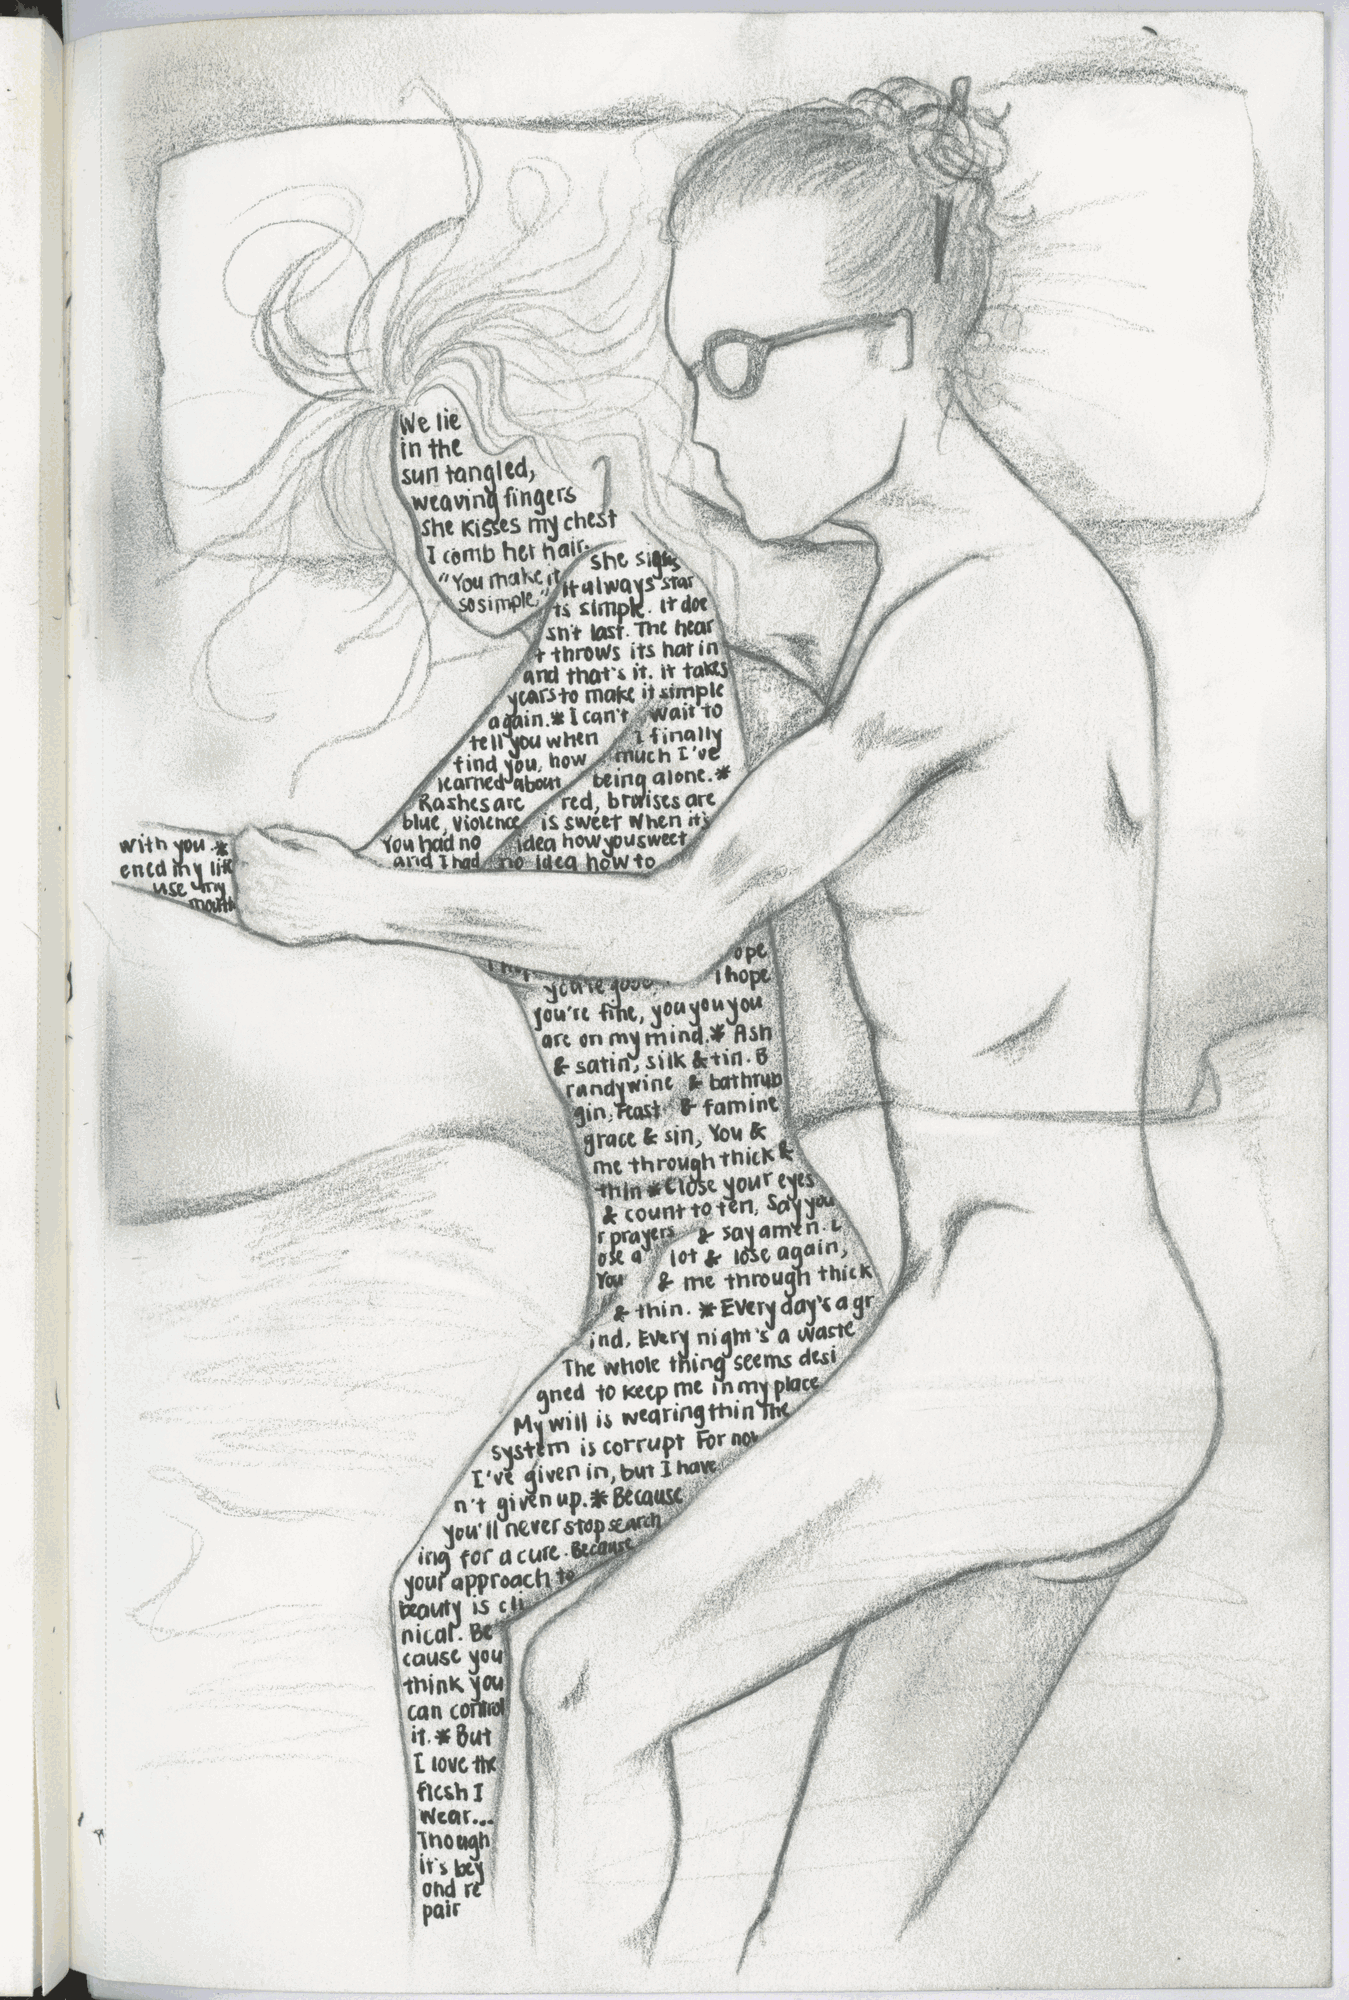 We lie
in the
sun tangled,
weaving fingers
she kisses my chest
I comb her hair.
"You make it
so simple,"
She sighs
it always star
ts simple. It doe
sn't last. The hear
t throws its hat in
and that's it. It takes
years to make it simple
again.* I can't wait to
tell you when I finally
find you, how much I've
learned about being alone.*
Rashes are red, bruises are
blue, violence is sweet when it's
with you.*
You had no idea how you sweet
ened my lik
and I had no idea how to
use my
mouth
ope
I hope
you're fine, you you you
are on my mind.* Ash
& satin, silk & tin. B
randywine & bathtub
gin, Feast & famine
grace & sin, You &
me through thick &
thin * Close your eyes
& count to ten, Say you
r prayers & say amen. L
ose a lot & lose again,
You & me through thick
& thin. * Every day's a gr
ind, Every night's a waste
The whole thing seems desi
gned to keep me in my place
My will is wearing thin The
system is corrupt For now
I've given in, but I have
n't given up.* Because
you'll never stop search
ing for a cure. Because
your approach to
beauty is cli
nical. Be
cause you
think you
can control
it.* But
I love the
flesh I
wear...
Though
it's bey
ond re
pair